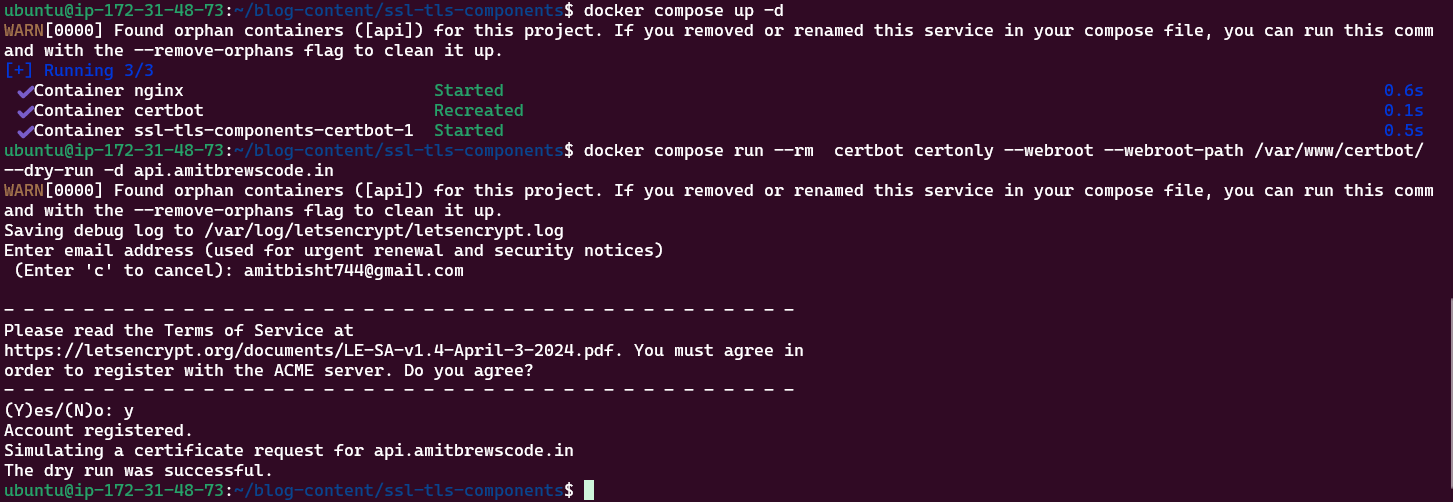 ubuntu@ip-172-31-48-73:~/blog-content/ssl-tls-components$ docker compose up -d
WARN[0000] Found orphan containers ([api]) for this project. If you removed or renamed this service in your compose file, you can run this comm
and with the --remove-orphans flag to clean it up.
[+] Running 3/3
✔Container nginx Started 0.6s
✔Container certbot Recreated 0.1s
✔Container ssl-tls-components-certbot-1 Started 0.5s
ubuntu@ip-172-31-48-73:~/blog-content/ssl-tls-components$ docker compose run --rm  certbot certonly --webroot --webroot-path /var/www/certbot/
--dry-run -d api.amitbrewscode.in
WARN[0000] Found orphan containers ([api]) for this project. If you removed or renamed this service in your compose file, you can run this comm
and with the --remove-orphans flag to clean it up.
Saving debug log to /var/log/letsencrypt/letsencrypt.log
Enter email address (used for urgent renewal and security notices)
 (Enter 'c' to cancel): amitbisht744@gmail.com
- - - - - - - - - - - - - - - - - - - - - - - - - - - - - - - - - - - - - - - -
Please read the Terms of Service at
https://letsencrypt.org/documents/LE-SA-v1.4-April-3-2024.pdf. You must agree in
order to register with the ACME server. Do you agree?
- - - - - - - - - - - - - - - - - - - - - - - - - - - - - - - - - - - - - - - -
(Y)es/(N)o: y
Account registered.
Simulating a certificate request for api.amitbrewscode.in
The dry run was successful.
ubuntu@ip-172-31-48-73:~/blog-content/ssl-tls-components$